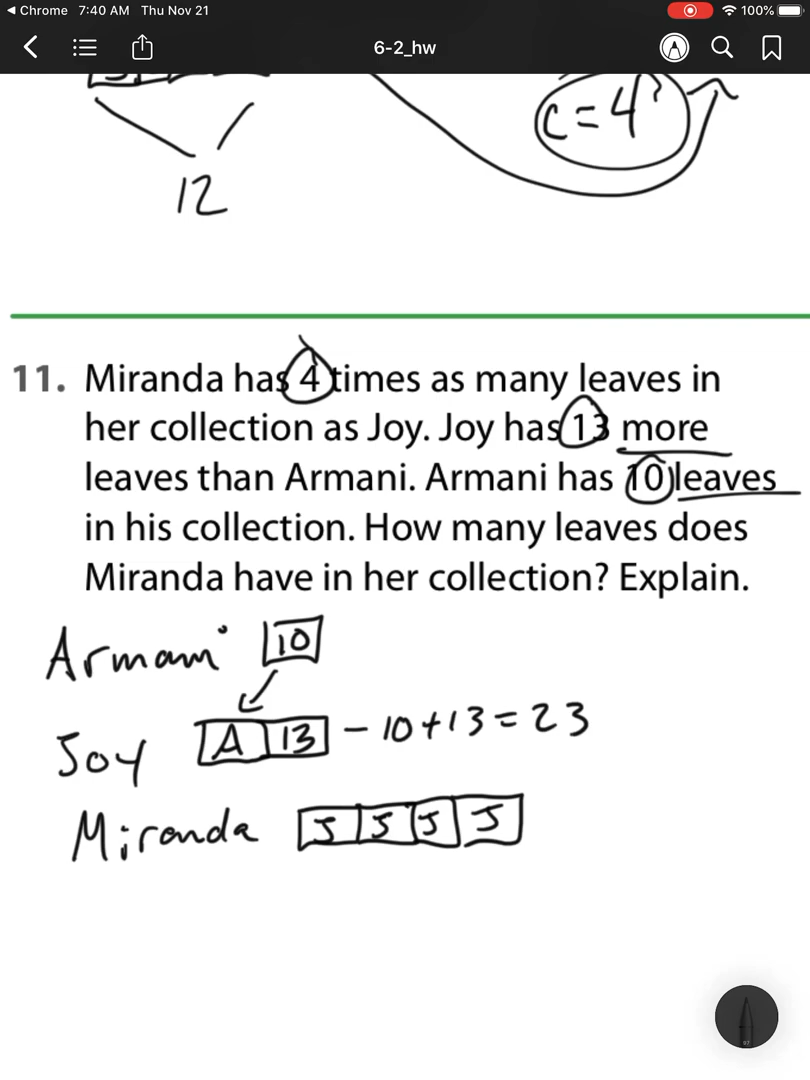 Chrome 7:40 AM Thu Nov 21 100%
6-2_hw
c = 4
12
11. Miranda has 4 times as many leaves in
her collection as Joy. Joy has 13 more
leaves than Armani. Armani has 10 leaves
in his collection. How many leaves does
Miranda have in her collection? Explain.
Armani 10
Joy A 13 - 10 + 13 = 23
Miranda J J J J
97